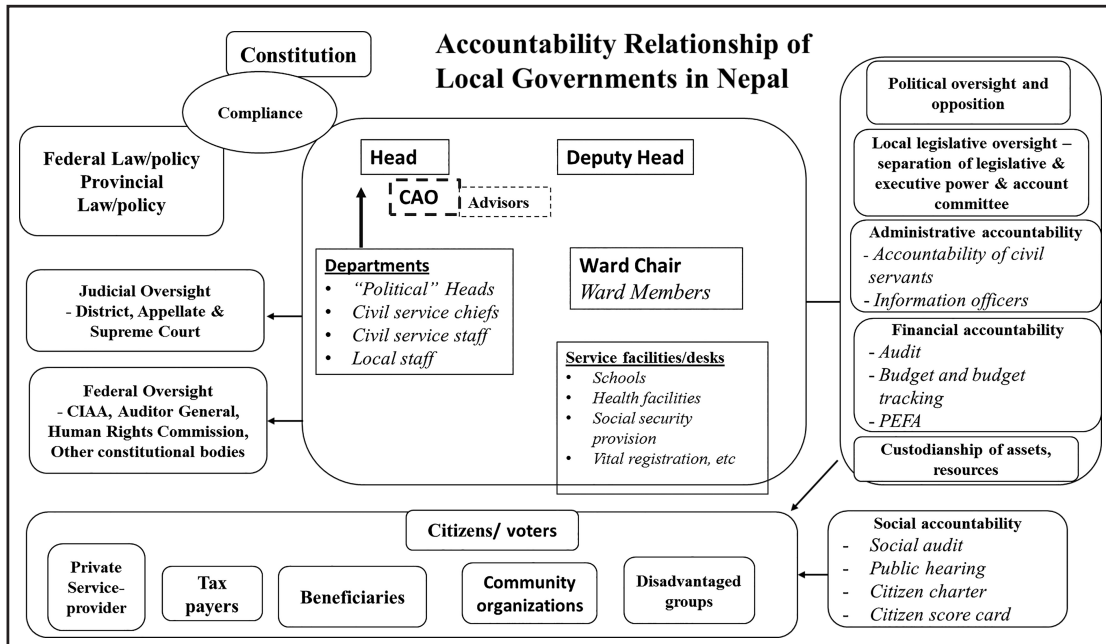 Accountability Relationship of
Local Governments in Nepal
Constitution
Compliance
Federal Law/policy
Provincial
Law/policy
Judicial Oversight
- District, Appellate &
Supreme Court
Federal Oversight
- CIAA, Auditor General,
Human Rights Commission,
Other constitutional bodies
Head
Deputy Head
CAO
Advisors
Departments
• “Political” Heads
• Civil service chiefs
• Civil service staff
• Local staff
Ward Chair
Ward Members
Service facilities/desks
• Schools
• Health facilities
• Social security
provision
• Vital registration, etc
Political oversight and
opposition
Local legislative oversight –
separation of legislative &
executive power & account
committee
Administrative accountability
- Accountability of civil
servants
- Information officers
Financial accountability
- Audit
- Budget and budget
tracking
- PEFA
Custodianship of assets,
resources
Citizens/ voters
Private
Service-
provider
Tax
payers
Beneficiaries
Community
organizations
Disadvantaged
groups
Social accountability
- Social audit
- Public hearing
- Citizen charter
- Citizen score card